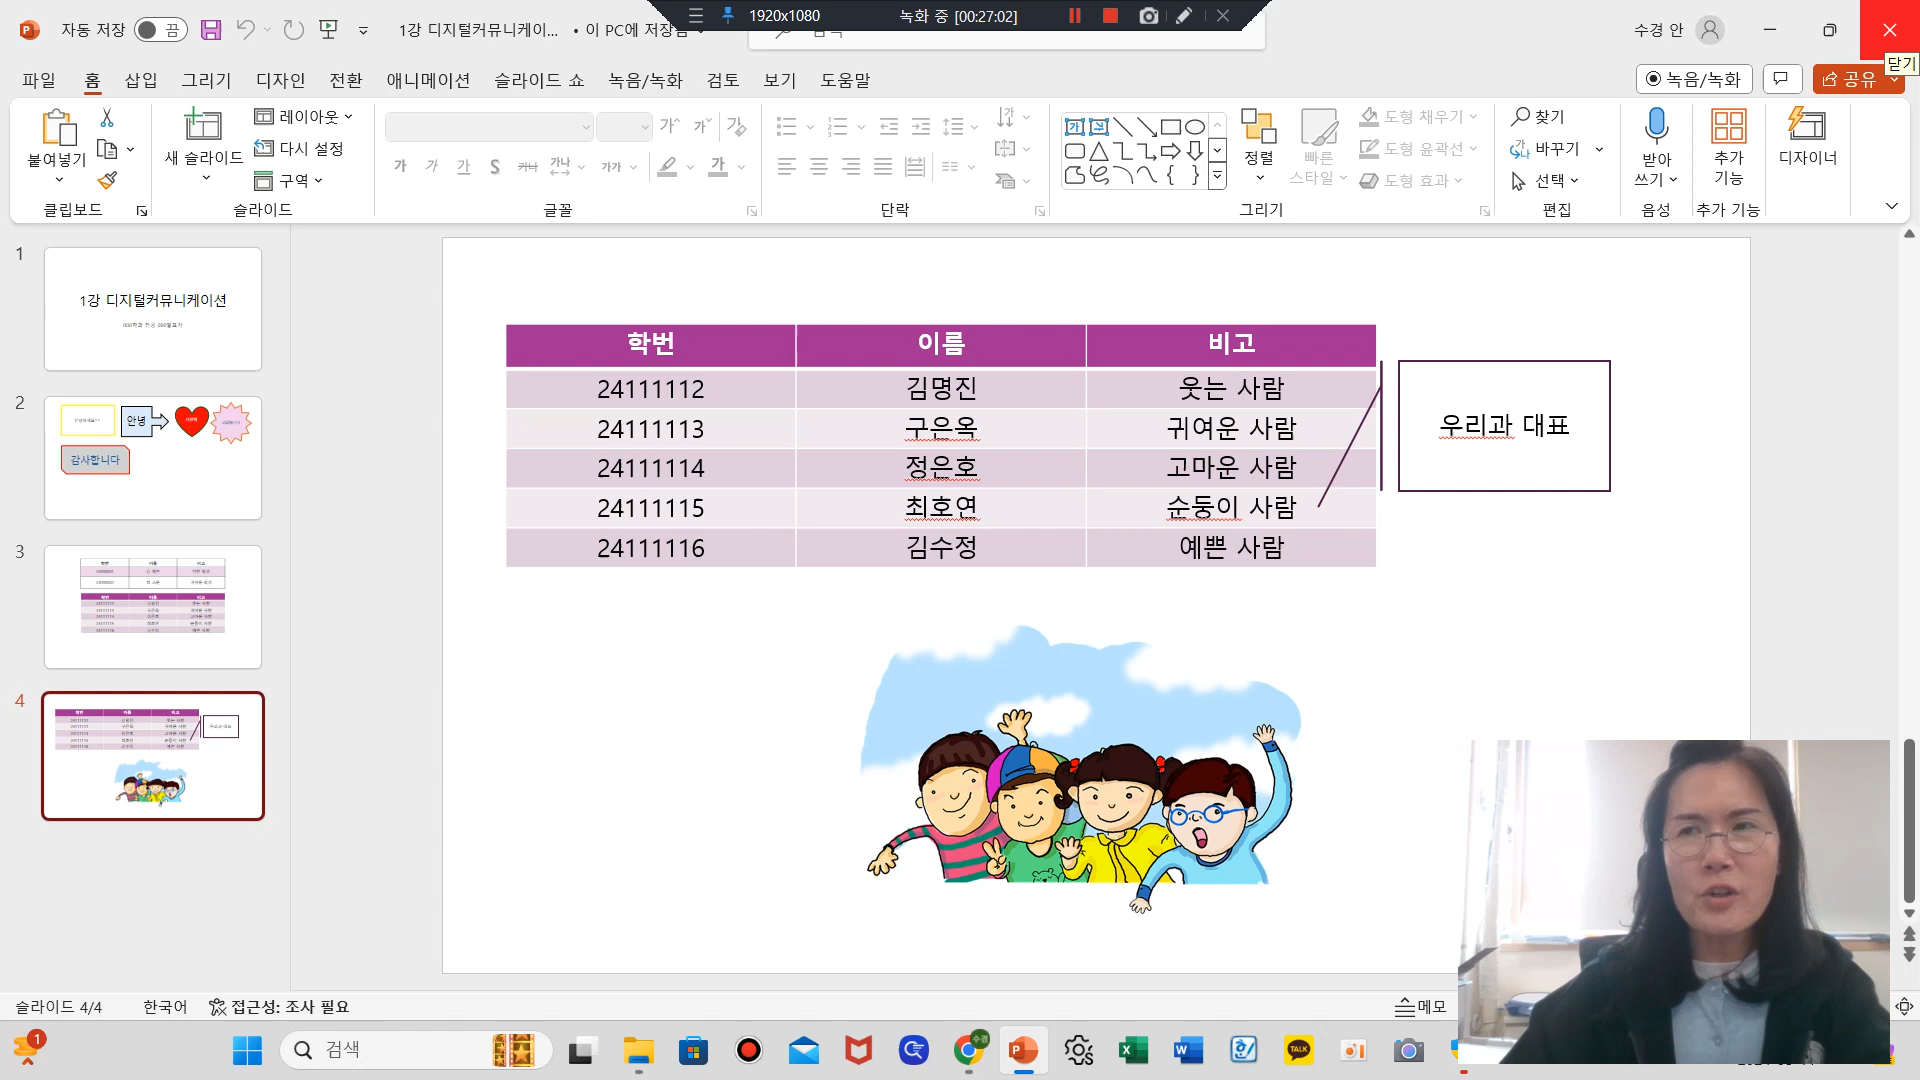 1920x1080
녹화 중 [00:27:02]
자동 저장
끔
1강 디지털커뮤니케이... • 이 PC에 저장됨
수경 안
닫기
파일
홈
삽입
그리기
디자인
전환
애니메이션
슬라이드 쇼
녹음/녹화
검토
보기
도움말
녹음/녹화
공유
붙여넣기
클립보드
새 슬라이드
레이아웃
다시 설정
구역
슬라이드
글꼴
단락
정렬
빠른 스타일
도형 채우기
도형 윤곽선
도형 효과
그리기
찾기
바꾸기
선택
편집
받아쓰기
음성
추가 기능
추가 기능
디자이너
1
1강 디지털커뮤니케이션
2
안녕
감사합니다
3
4
학번 이름 비고
24111112 김명진 웃는 사람
24111113 구은옥 귀여운 사람
24111114 정은호 고마운 사람
24111115 최호연 순둥이 사람
24111116 김수정 예쁜 사람
우리과 대표
슬라이드 4/4
한국어
접근성: 조사 필요
메모
1
검색